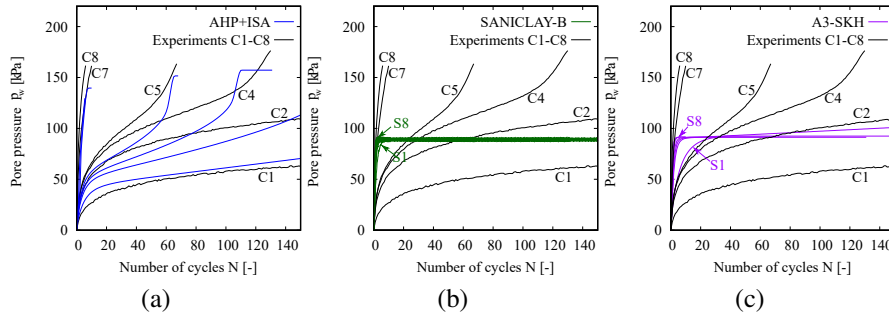 AHP+ISA
Experiments C1-C8
C8
C7
C5
C4
C2
C1
Pore pressure p_w [kPa]
200
150
100
50
0
0 20 40 60 80 100 120 140
Number of cycles N [-]
(a)
SANICLAY-B
Experiments C1-C8
C8
C7
C5
C4
C2
S8
S1
C1
Pore pressure p_w [kPa]
200
150
100
50
0
0 20 40 60 80 100 120 140
Number of cycles N [-]
(b)
A3-SKH
Experiments C1-C8
C8
C7
C5
C4
C2
S8
S1
C1
Pore pressure p_w [kPa]
200
150
100
50
0
0 20 40 60 80 100 120 140
Number of cycles N [-]
(c)